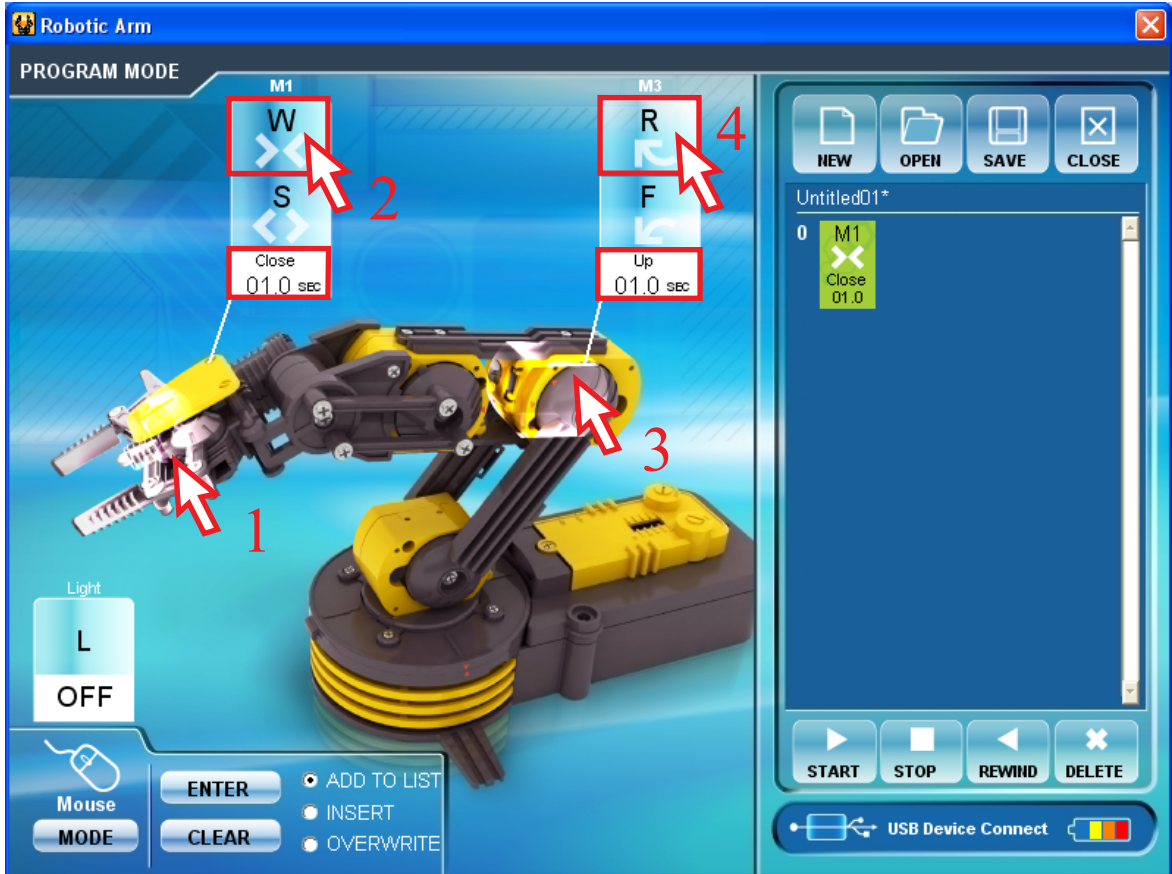 Robotic Arm
PROGRAM MODE
M1
W
S
Close
01.0 SEC
2
M3
R
F
Up
01.0 SEC
4
3
1
Light
L
OFF
Mouse
MODE
ENTER
CLEAR
ADD TO LIST
INSERT
OVERWRITE
NEW
OPEN
SAVE
CLOSE
Untitled01*
0
M1
Close
01.0
START
STOP
REWIND
DELETE
USB Device Connect